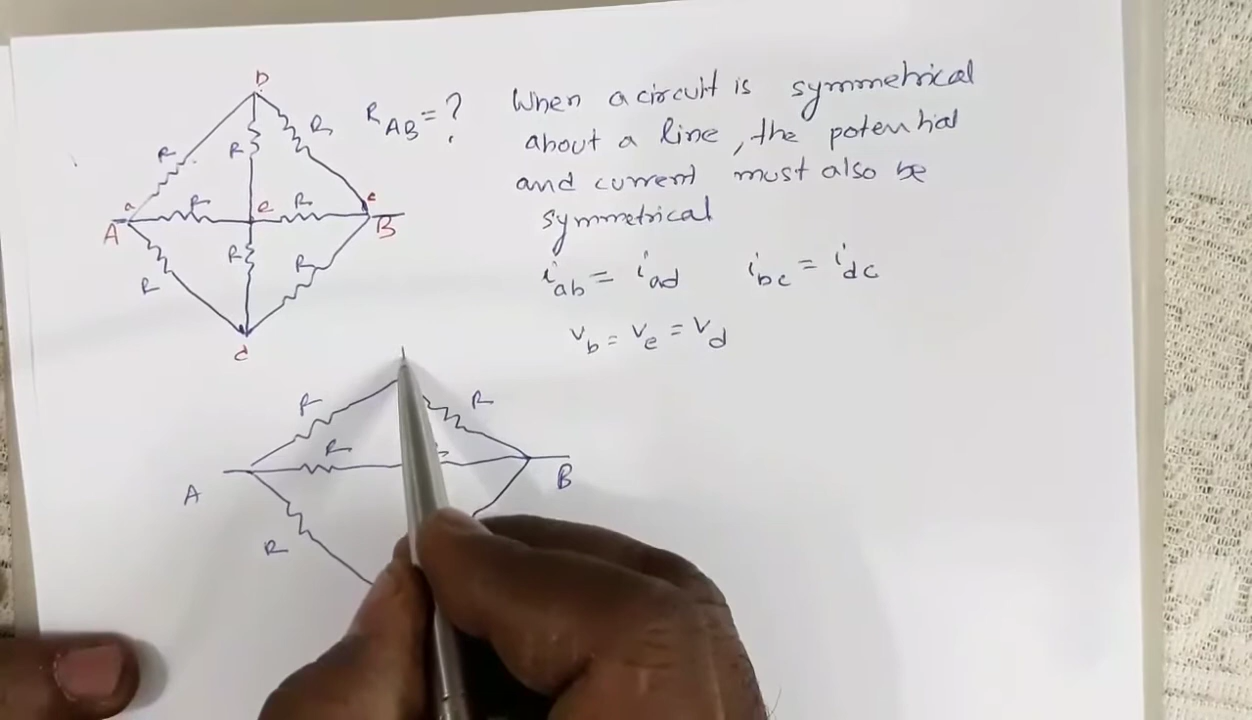 b
R
R
R
a
R
e
R
c
A
B
R
R
R
d
R_AB = ?
When a circuit is symmetrical
about a line, the potential
and current must also be
symmetrical
i_ab = i_ad i_bc = i_dc
V_b = V_e = V_d
R
R
R
A
B
R